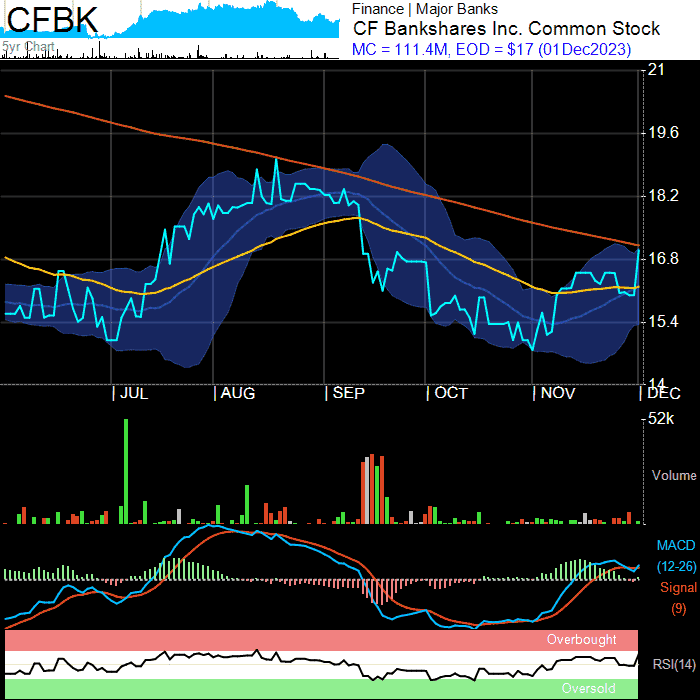 CFBK
5yr Chart
Finance | Major Banks
CF Bankshares Inc. Common Stock
MC = 111.4M, EOD = $17 (01Dec2023)
21
19.6
18.2
16.8
15.4
14
JUL
AUG
SEP
OCT
NOV
DEC
52k
Volume
MACD
(12-26)
Signal
(9)
Overbought
RSI(14)
Oversold